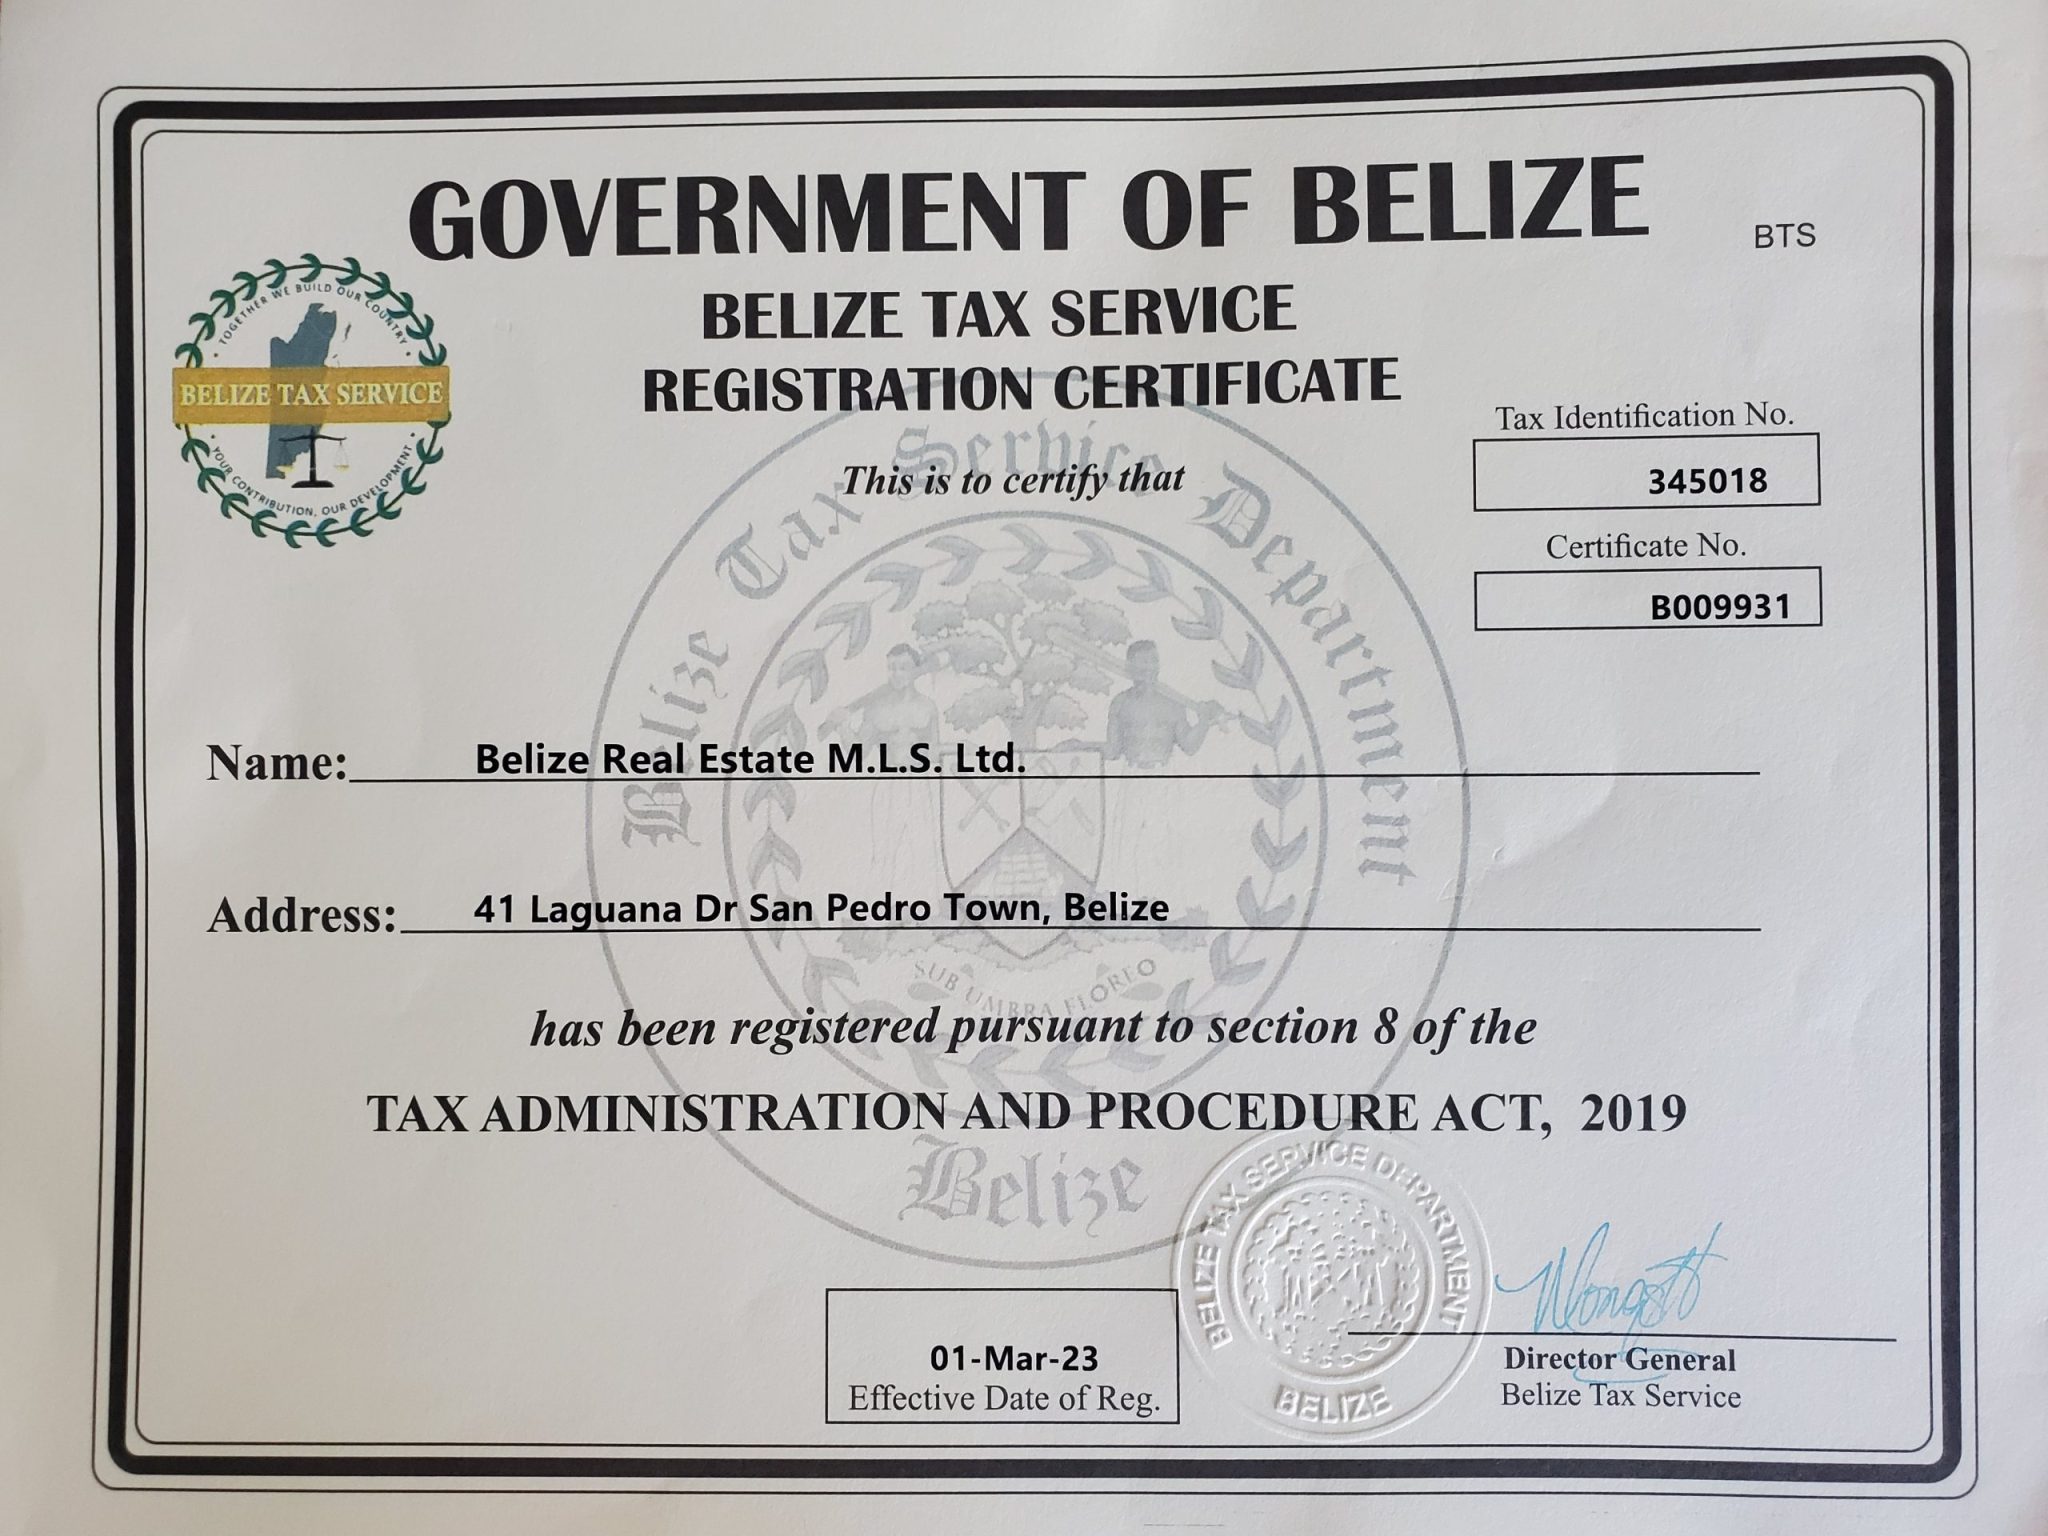 GOVERNMENT OF BELIZE
BTS
BELIZE TAX SERVICE
REGISTRATION CERTIFICATE
TOGETHER WE BUILD OUR COUNTRY
BELIZE TAX SERVICE
YOUR CONTRIBUTION, OUR DEVELOPMENT
Tax Identification No.
345018
This is to certify that
Certificate No.
B009931
Belize Tax Service Department
Name: Belize Real Estate M.L.S. Ltd.
Address: 41 Laguana Dr San Pedro Town, Belize
SUB UMBRA FLOREO
has been registered pursuant to section 8 of the
TAX ADMINISTRATION AND PROCEDURE ACT, 2019
Belize
BELIZE TAX SERVICE DEPARTMENT
BELIZE
01-Mar-23
Effective Date of Reg.
Director General
Belize Tax Service